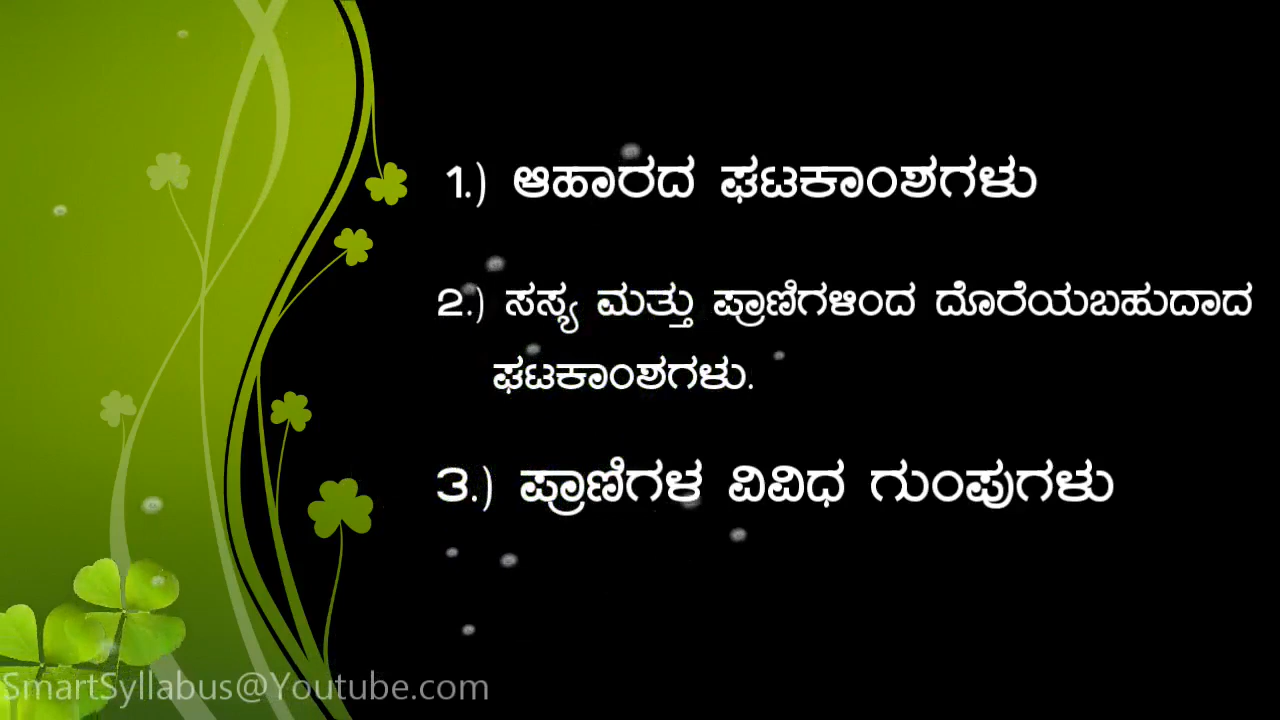 1.) ಆಹಾರದ ಘಟಕಾಂಶಗಳು
2.) ಸಸ್ಯ ಮತ್ತು ಪ್ರಾಣಿಗಳಿಂದ ದೊರೆಯಬಹುದಾದ
ಘಟಕಾಂಶಗಳು.
3.) ಪ್ರಾಣಿಗಳ ವಿವಿಧ ಗುಂಪುಗಳು
SmartSyllabus@Youtube.com